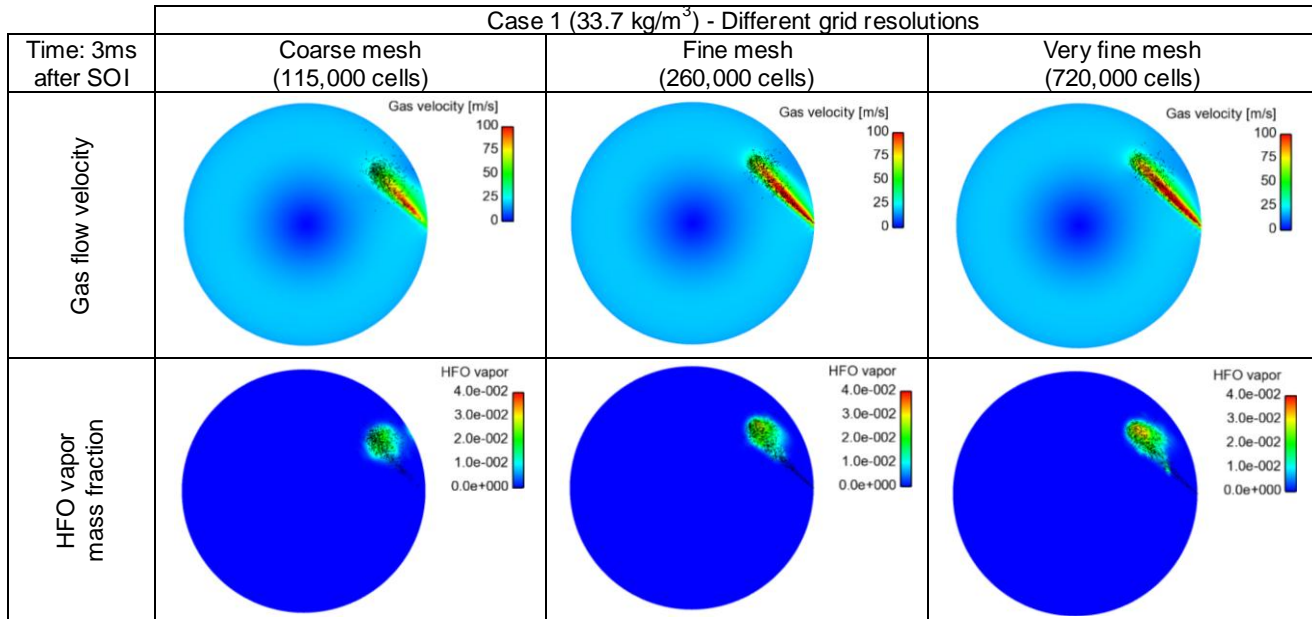 Case 1 (33.7 kg/m³) - Different grid resolutions
Time: 3ms
after SOI
Coarse mesh
(115,000 cells)
Fine mesh
(260,000 cells)
Very fine mesh
(720,000 cells)
Gas flow velocity
Gas velocity [m/s]
100
75
50
25
0
Gas velocity [m/s]
100
75
50
25
0
Gas velocity [m/s]
100
75
50
25
0
HFO vapor
mass fraction
HFO vapor
4.0e-002
3.0e-002
2.0e-002
1.0e-002
0.0e+000
HFO vapor
4.0e-002
3.0e-002
2.0e-002
1.0e-002
0.0e+000
HFO vapor
4.0e-002
3.0e-002
2.0e-002
1.0e-002
0.0e+000